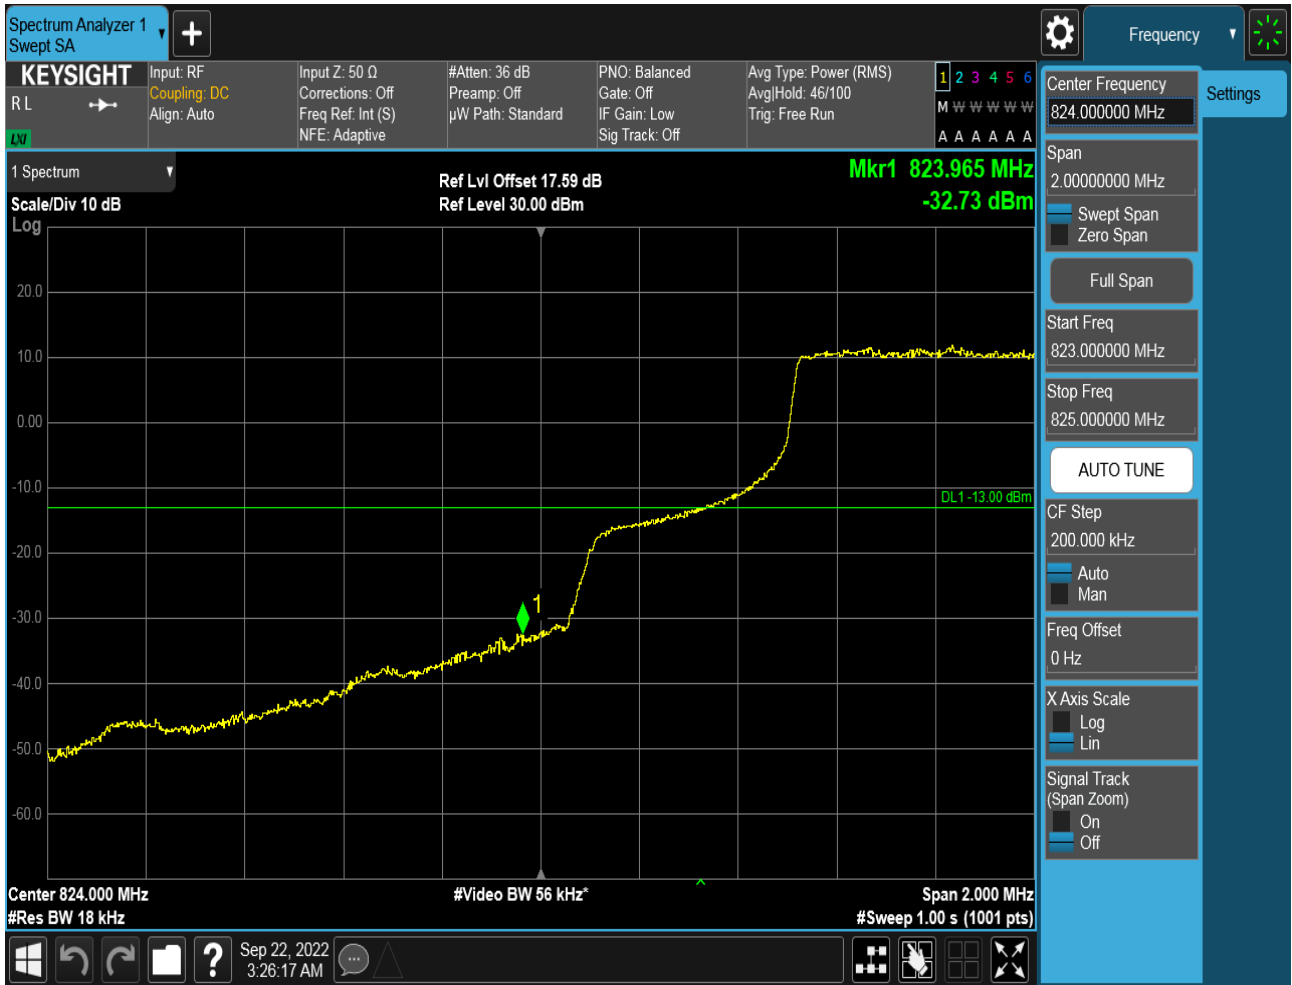 Spectrum Analyzer 1
Swept SA
Frequency
KEYSIGHT
R L
LXI
Input: RF
Coupling: DC
Align: Auto
Input Z: 50 Ω
Corrections: Off
Freq Ref: Int (S)
NFE: Adaptive
#Atten: 36 dB
Preamp: Off
µW Path: Standard
PNO: Balanced
Gate: Off
IF Gain: Low
Sig Track: Off
Avg Type: Power (RMS)
Avg|Hold: 46/100
Trig: Free Run
1 2 3 4 5 6
M W W W W W
A A A A A A
Center Frequency
824.000000 MHz
Settings
Span
2.00000000 MHz
Swept Span
Zero Span
Full Span
Start Freq
823.000000 MHz
Stop Freq
825.000000 MHz
AUTO TUNE
CF Step
200.000 kHz
Auto
Man
Freq Offset
0 Hz
X Axis Scale
Log
Lin
Signal Track
(Span Zoom)
On
Off
1 Spectrum
Scale/Div 10 dB
Log
Ref Lvl Offset 17.59 dB
Ref Level 30.00 dBm
Mkr1 823.965 MHz
-32.73 dBm
20.0
10.0
0.00
-10.0
DL1 -13.00 dBm
-20.0
-30.0
1
-40.0
-50.0
-60.0
Center 824.000 MHz
#Video BW 56 kHz*
Span 2.000 MHz
#Res BW 18 kHz
#Sweep 1.00 s (1001 pts)
?
Sep 22, 2022
3:26:17 AM